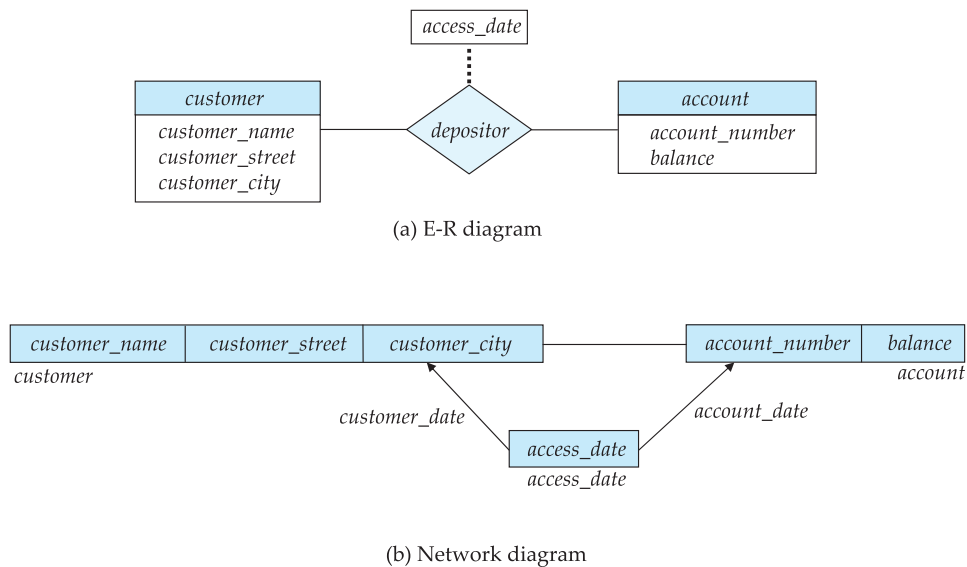 access_date
customer
account
customer_name
customer_street
customer_city
depositor
account_number
balance
(a) E-R diagram
customer_name customer_street customer_city account_number balance
customer account
customer_date account_date
access_date
access_date
(b) Network diagram